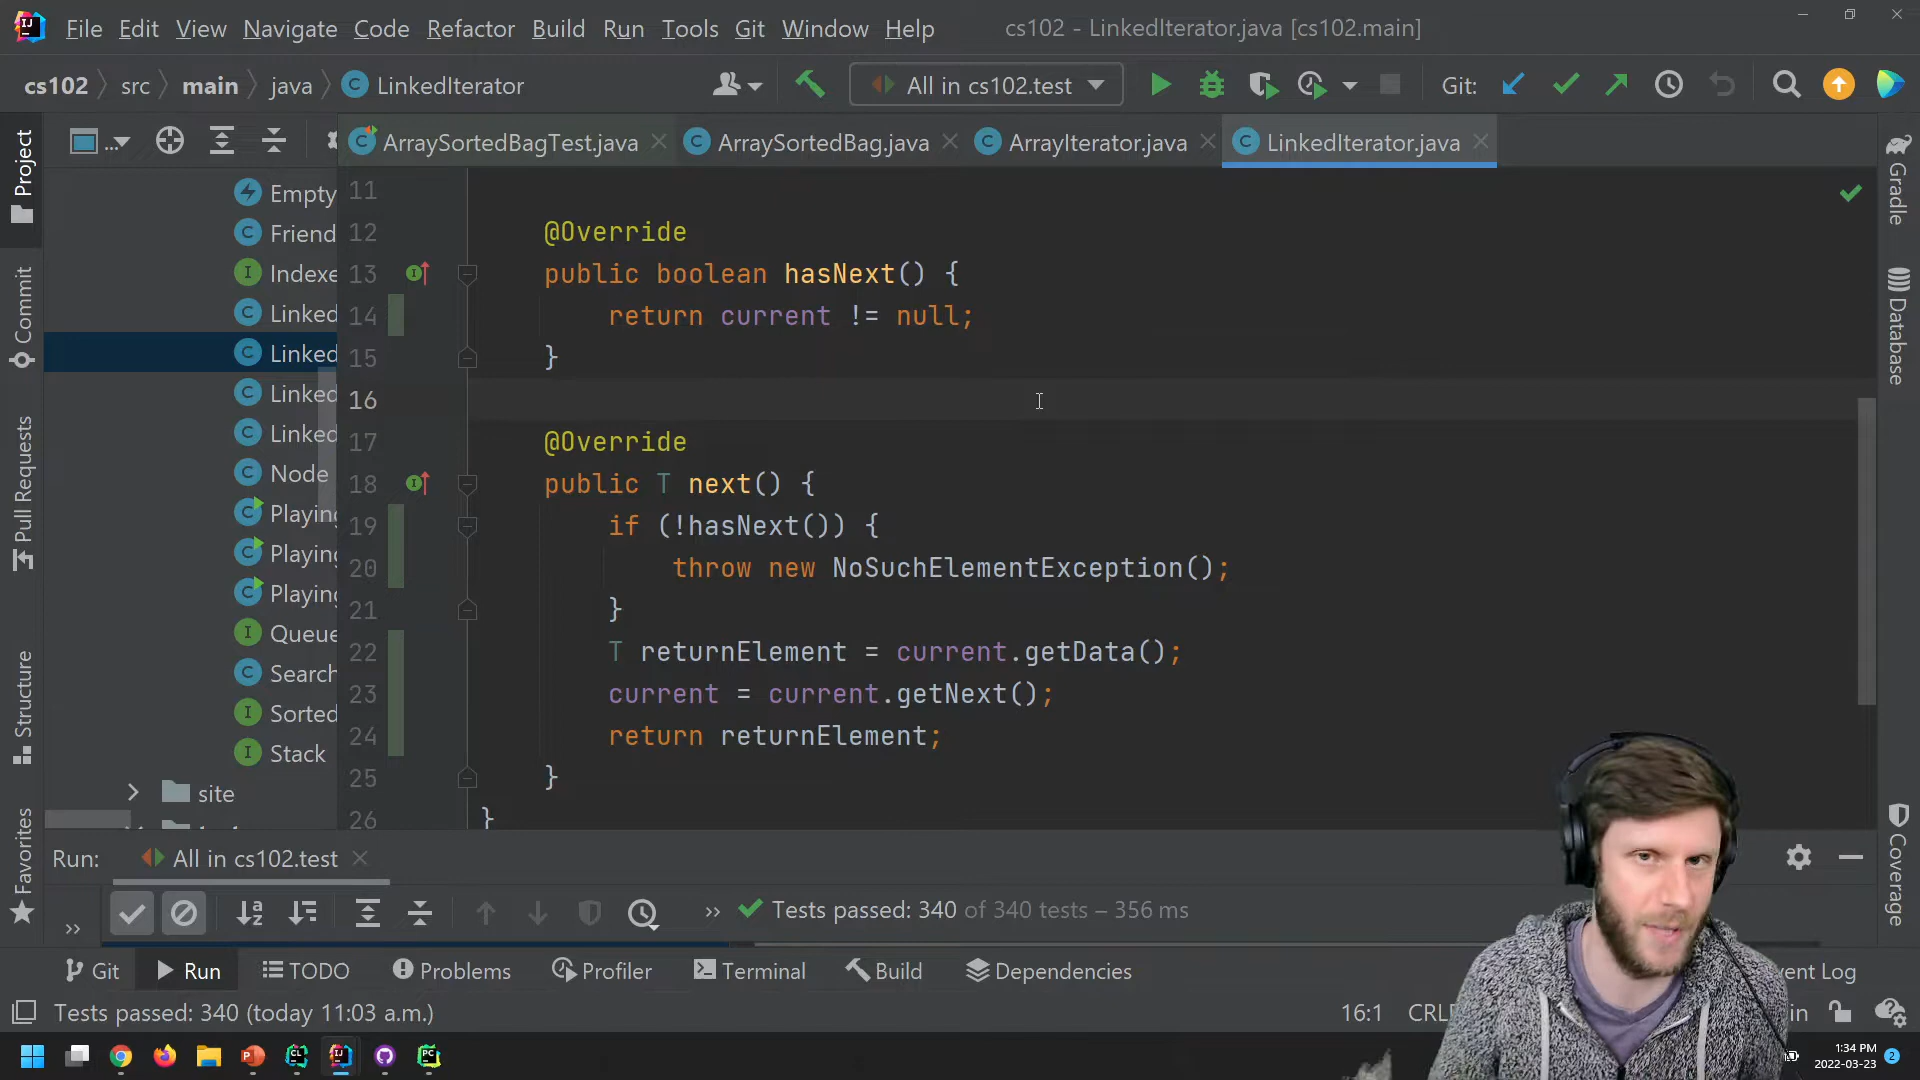 File Edit View Navigate Code Refactor Build Run Tools Git Window Help cs102 - LinkedIterator.java [cs102.main]
cs102 src main java LinkedIterator All in cs102.test Git:
... ArraySortedBagTest.java ArraySortedBag.java ArrayIterator.java LinkedIterator.java
Project
Commit
Pull Requests
Structure
Favorites
Empty
Friend
Indexe
Linked
Linked
Linked
Linked
Node
Playin
Playin
Playin
Queue
Search
Sorted
Stack
site
11
12 @Override
13 public boolean hasNext() {
14 return current != null;
15 }
16
17 @Override
18 public T next() {
19 if (!hasNext()) {
20 throw new NoSuchElementException();
21 }
22 T returnElement = current.getData();
23 current = current.getNext();
24 return returnElement;
25 }
26 }
Gradle
Database
Coverage
Run: All in cs102.test
Tests passed: 340 of 340 tests – 356 ms
Git Run TODO Problems Profiler Terminal Build Dependencies vent Log
Tests passed: 340 (today 11:03 a.m.) 16:1 CRL in
1:34 PM
2022-03-23
2